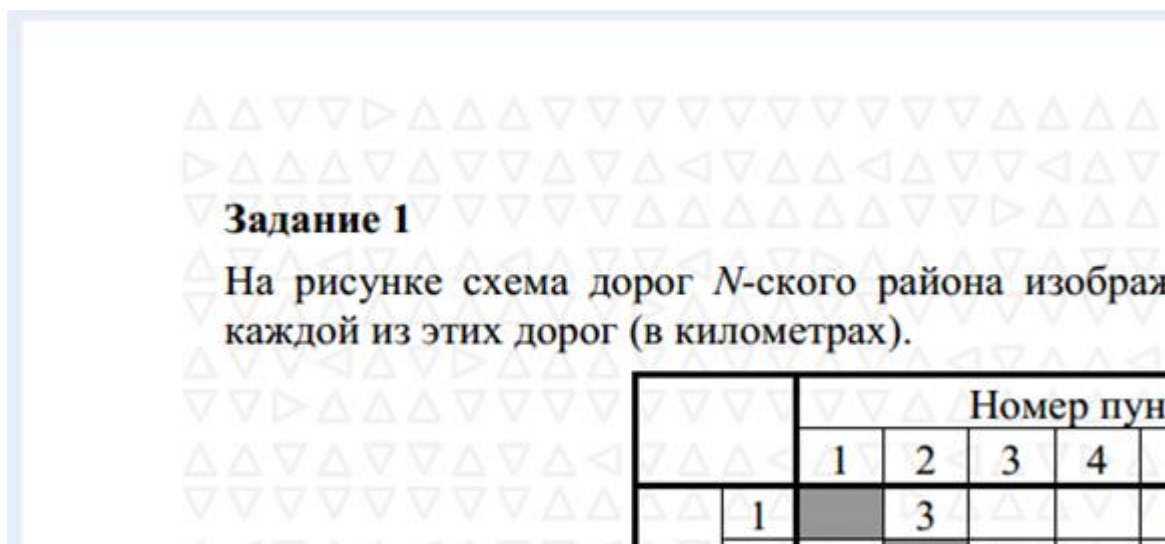 Задание 1
На рисунке схема дорог N-ского района изображ
каждой из этих дорог (в километрах).
Номер пун
1 2 3 4
1 3